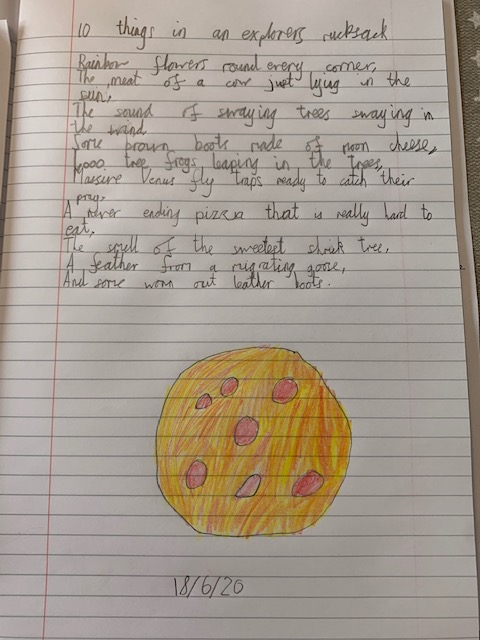 10 things in an explorers rucksack
Rainbow flowers round every corner,
The meat of a cow just lying in the
sun,
The sound of swaying trees swaying in
the wind
Some brown boots made of moon cheese,
1,000 tree frogs leaping in the trees,
Massive Venus fly traps ready to catch their
prey,
A never ending pizza that is really hard to
eat,
The smell of the sweetest tree,
A feather from a migrating goose,
And some worn out leather boots.
18/6/20